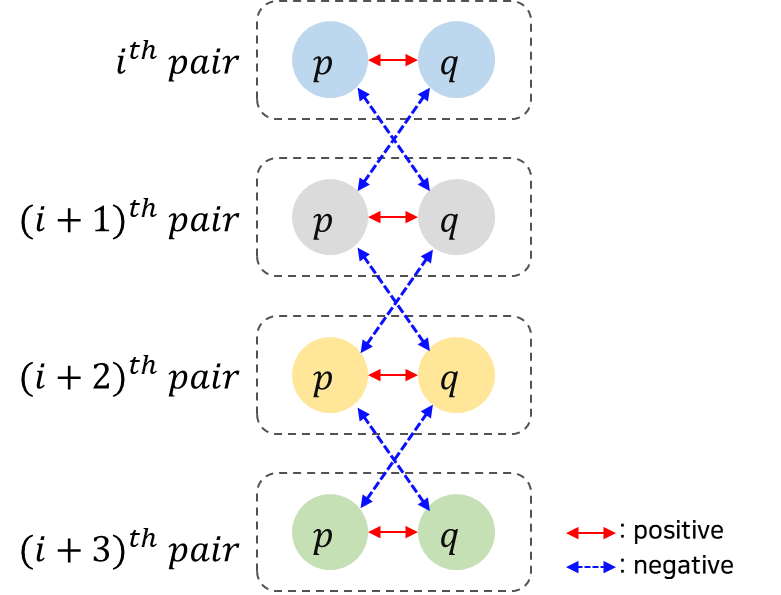 i^{th} pair
p q
(i + 1)^{th} pair
p q
(i + 2)^{th} pair
p q
(i + 3)^{th} pair
p q
: positive
: negative